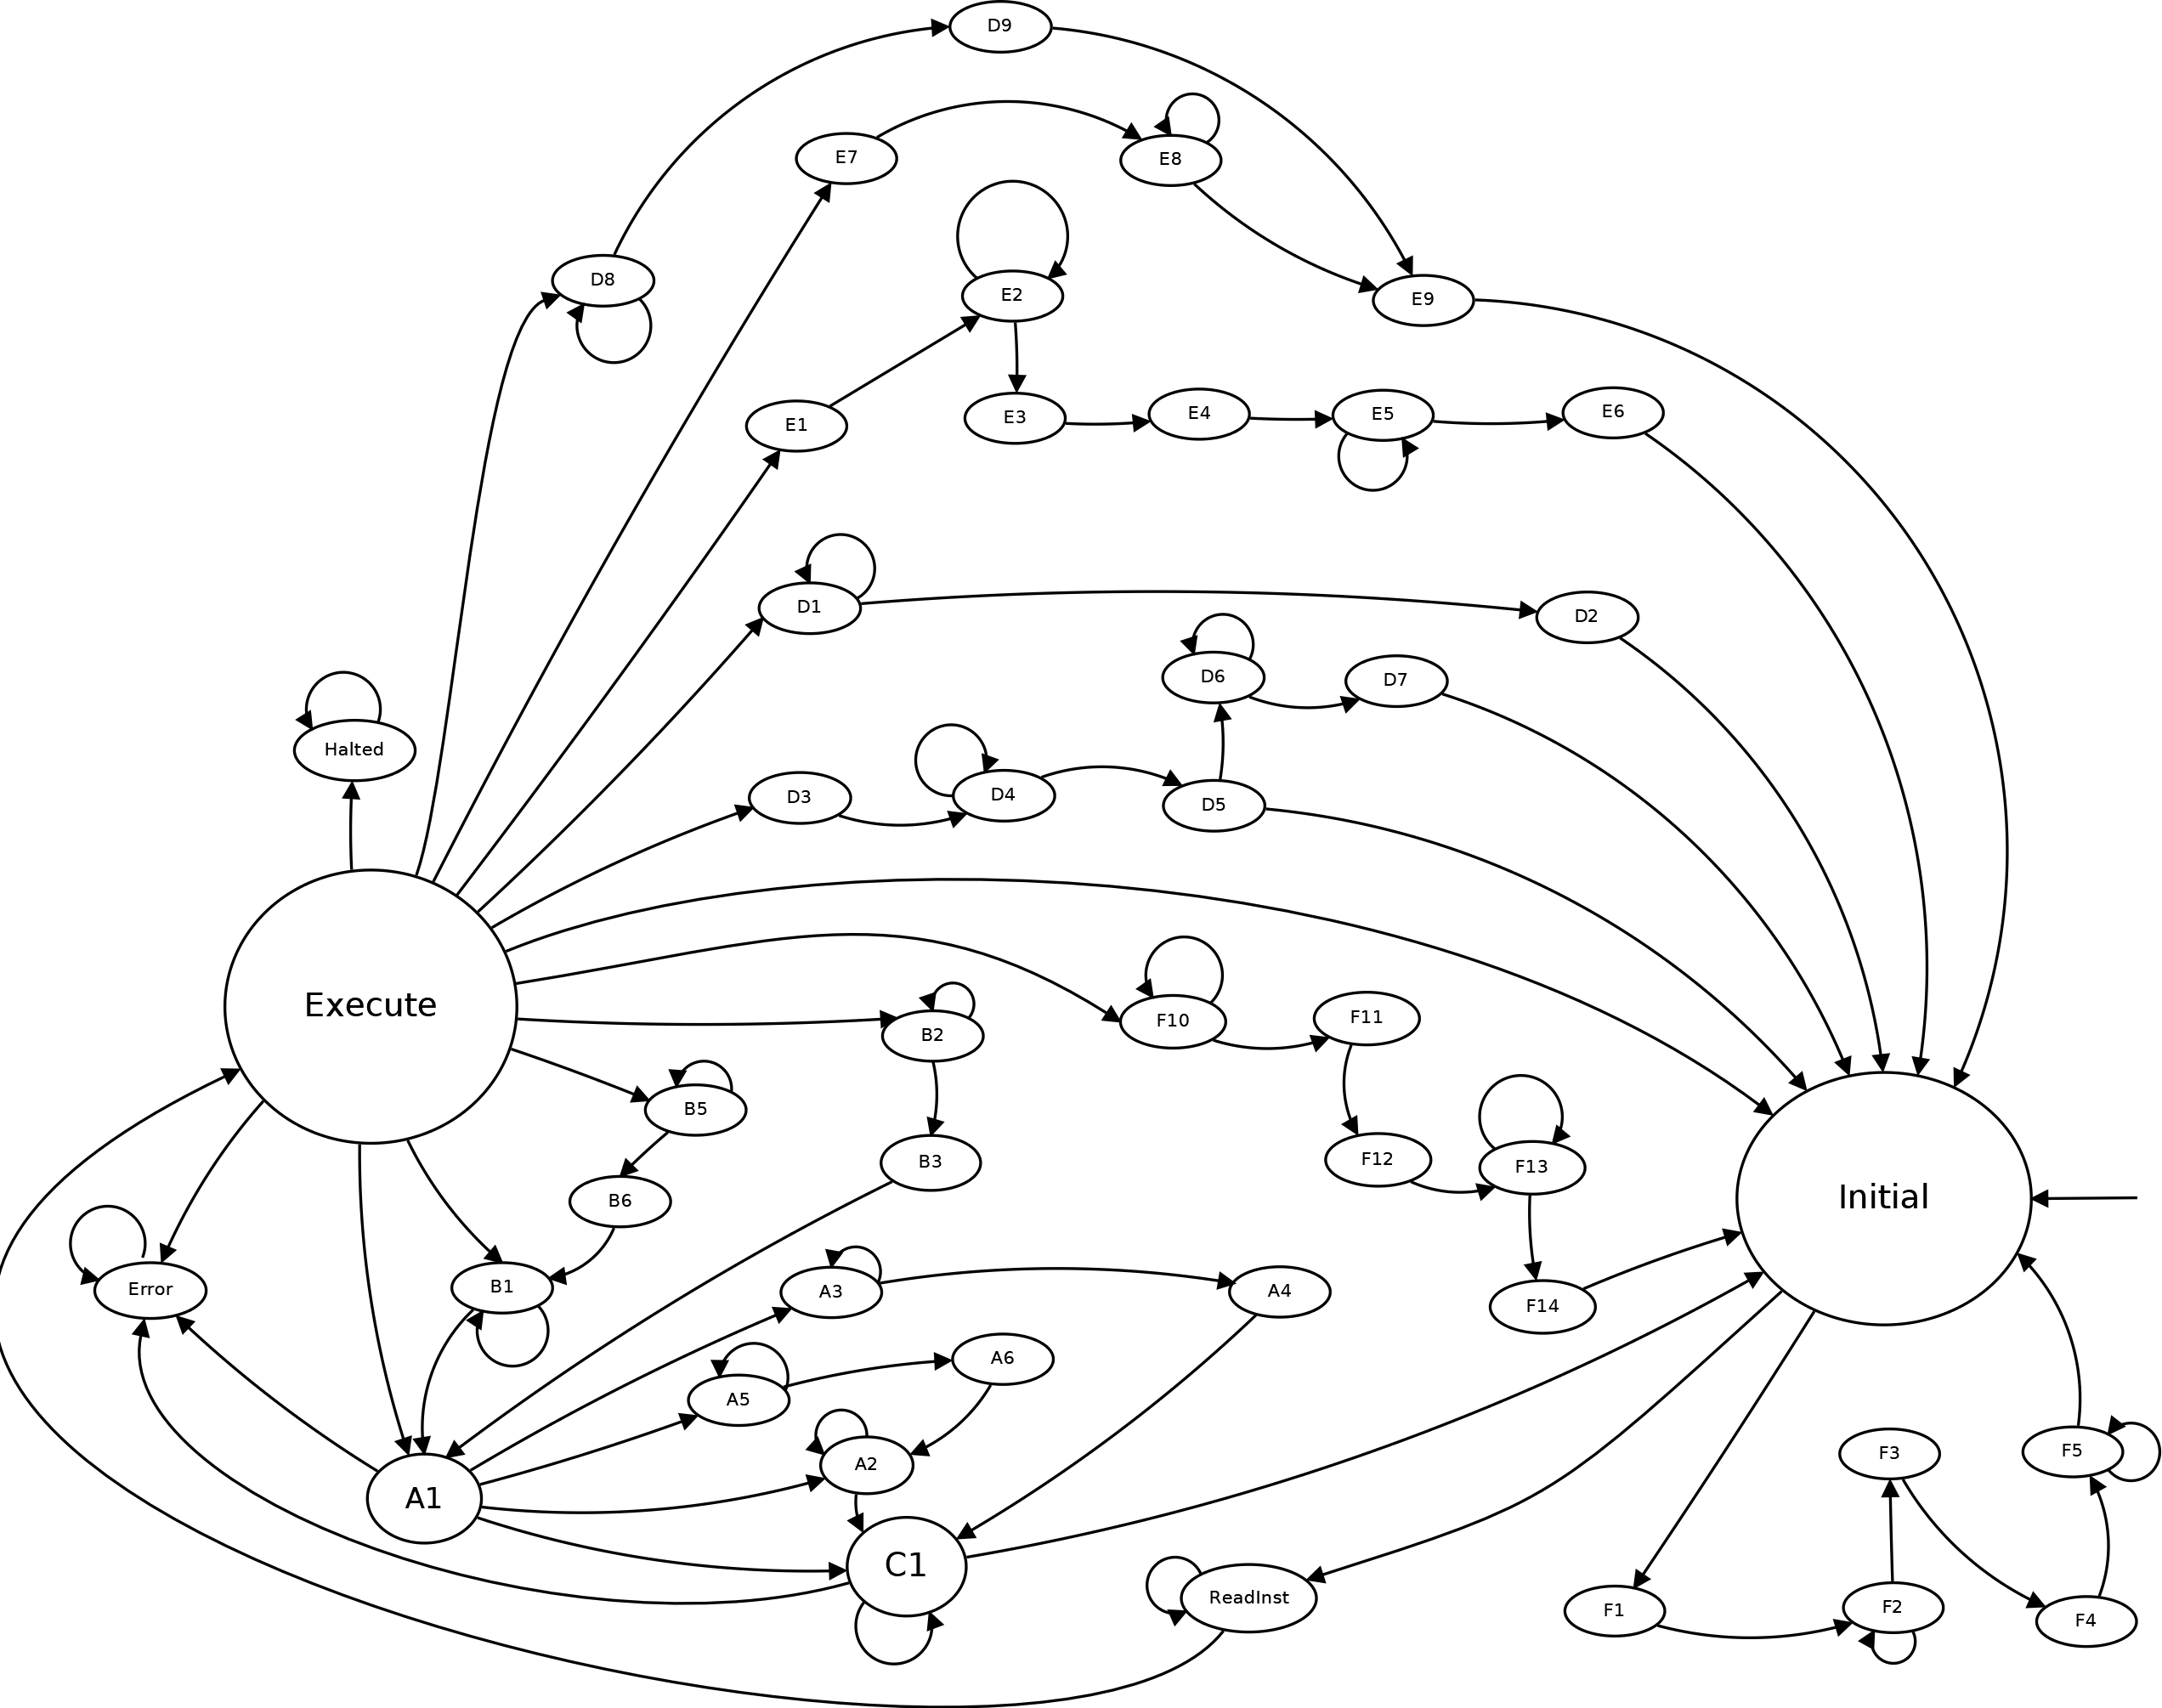 D9
E7
E8
D8
E2
E9
E1
E3
E4
E5
E6
D1
D2
D6
D7
Halted
D3
D4
D5
Execute
F10
F11
B2
B5
B3
F12
F13
B6
Initial
Error
B1
A3
A4
F14
A6
A5
A2
F3
F5
A1
C1
ReadInst
F1
F2
F4